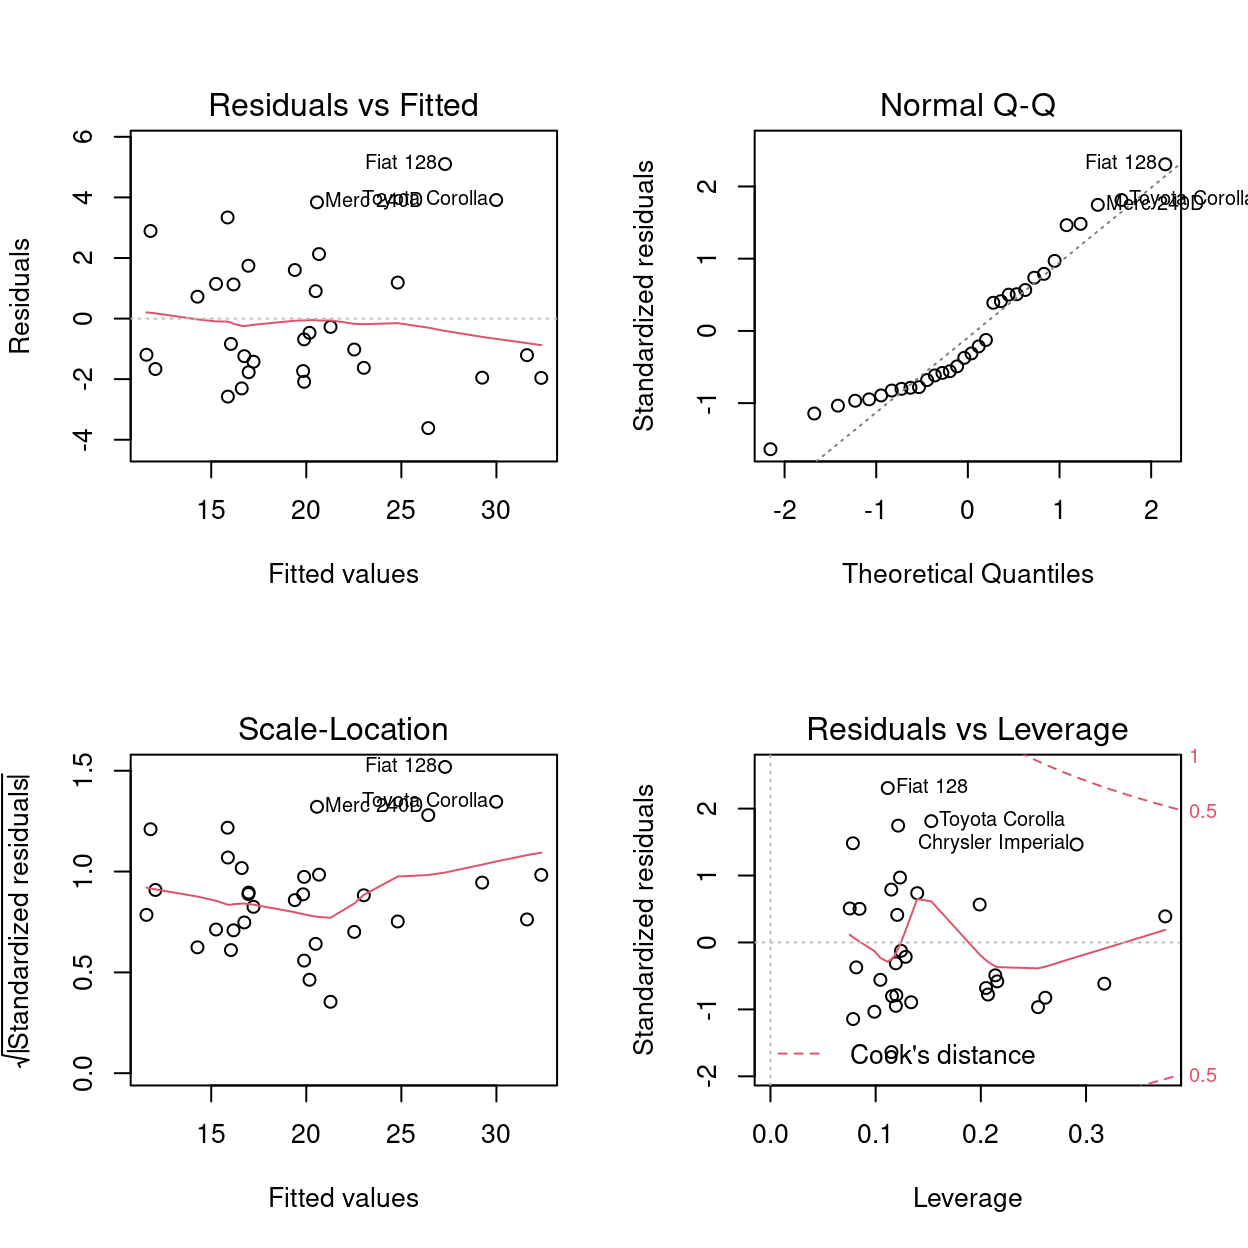 Residuals vs Fitted
Residuals
6
4
2
0
-2
-4
Fiat 128
Merc 240D
Toyota Corolla
15 20 25 30
Fitted values
Normal Q-Q
Standardized residuals
2
1
0
-1
Fiat 128
Toyota Corolla
Merc 240D
-2 -1 0 1 2
Theoretical Quantiles
Scale-Location
√|Standardized residuals|
1.5
1.0
0.5
0.0
Fiat 128
Merc 240D
Toyota Corolla
15 20 25 30
Fitted values
Residuals vs Leverage
Standardized residuals
2
1
0
-1
-2
1
0.5
0.5
Fiat 128
Toyota Corolla
Chrysler Imperial
Cook's distance
0.0 0.1 0.2 0.3
Leverage